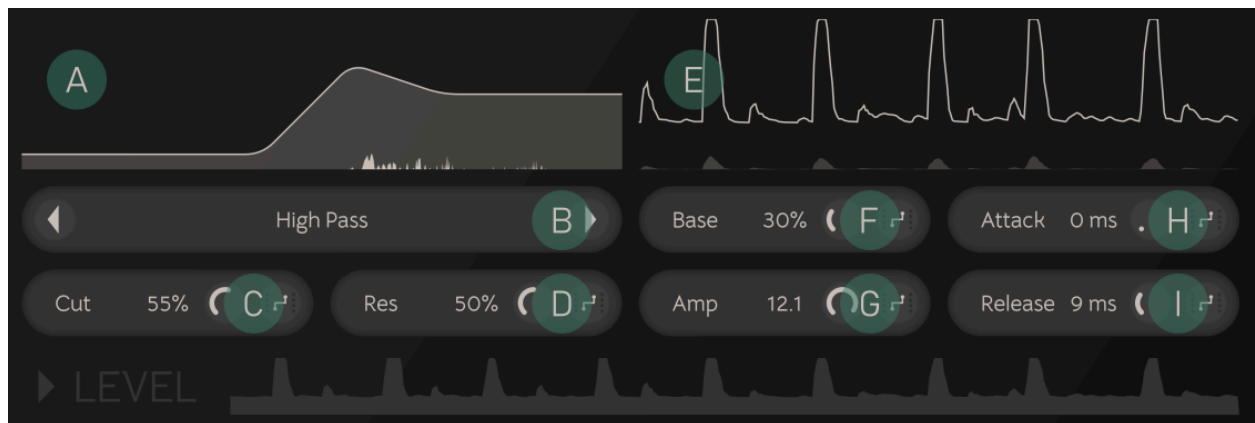 A
E
High Pass B
Base 30% F
Attack 0 ms H
Cut 55% C
Res 50% D
Amp 12.1 G
Release 9 ms I
LEVEL